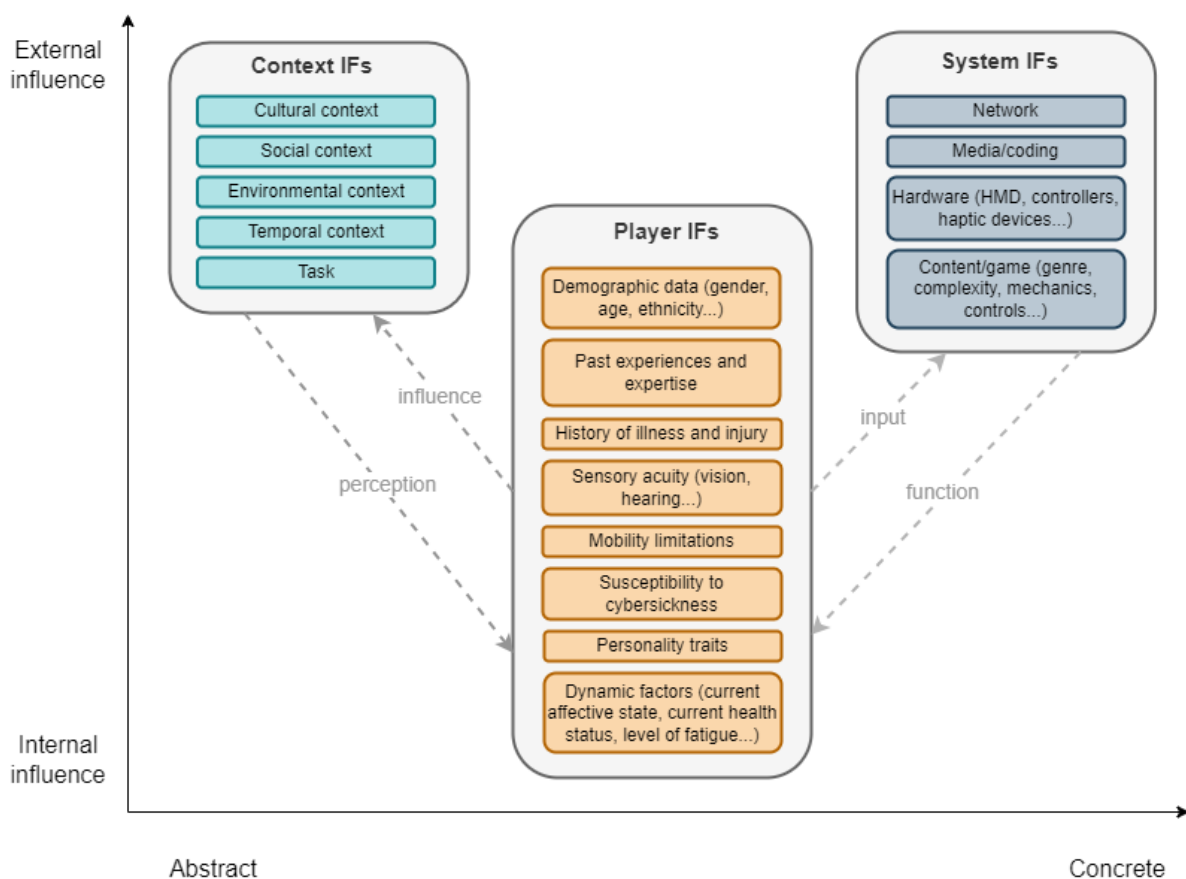 External
influence
Context IFs
Cultural context
Social context
Environmental context
Temporal context
Task
System IFs
Network
Media/coding
Hardware (HMD, controllers,
haptic devices...)
Content/game (genre,
complexity, mechanics,
controls...)
Player IFs
Demographic data (gender,
age, ethnicity...)
Past experiences and
expertise
History of illness and injury
Sensory acuity (vision,
hearing...)
Mobility limitations
Susceptibility to
cybersickness
Personality traits
Dynamic factors (current
affective state, current health
status, level of fatigue...)
influence
perception
input
function
Internal
influence
Abstract
Concrete